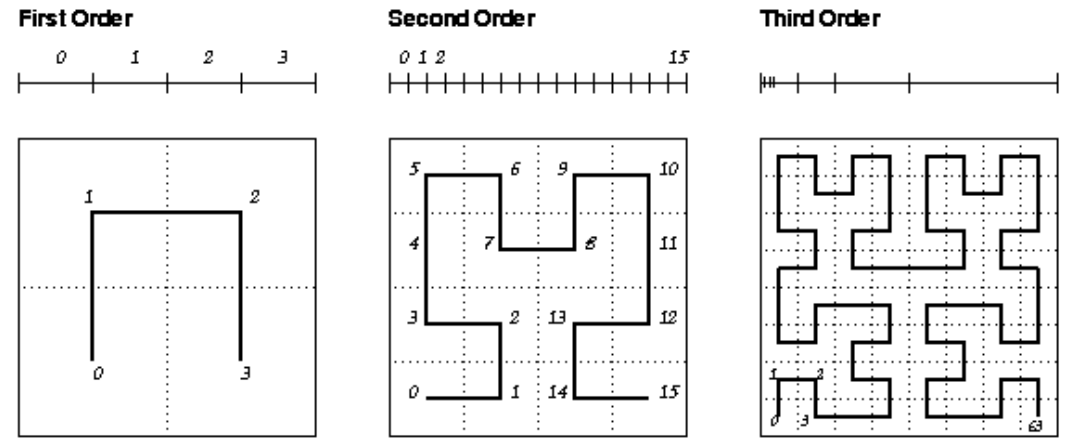 First Order
Second Order
Third Order
0 1 2 3
0 1 2 15
1 2
0 3
5 6 9 10
4 7 8 11
3 2 13 12
0 1 14 15
1 2
0 3 63